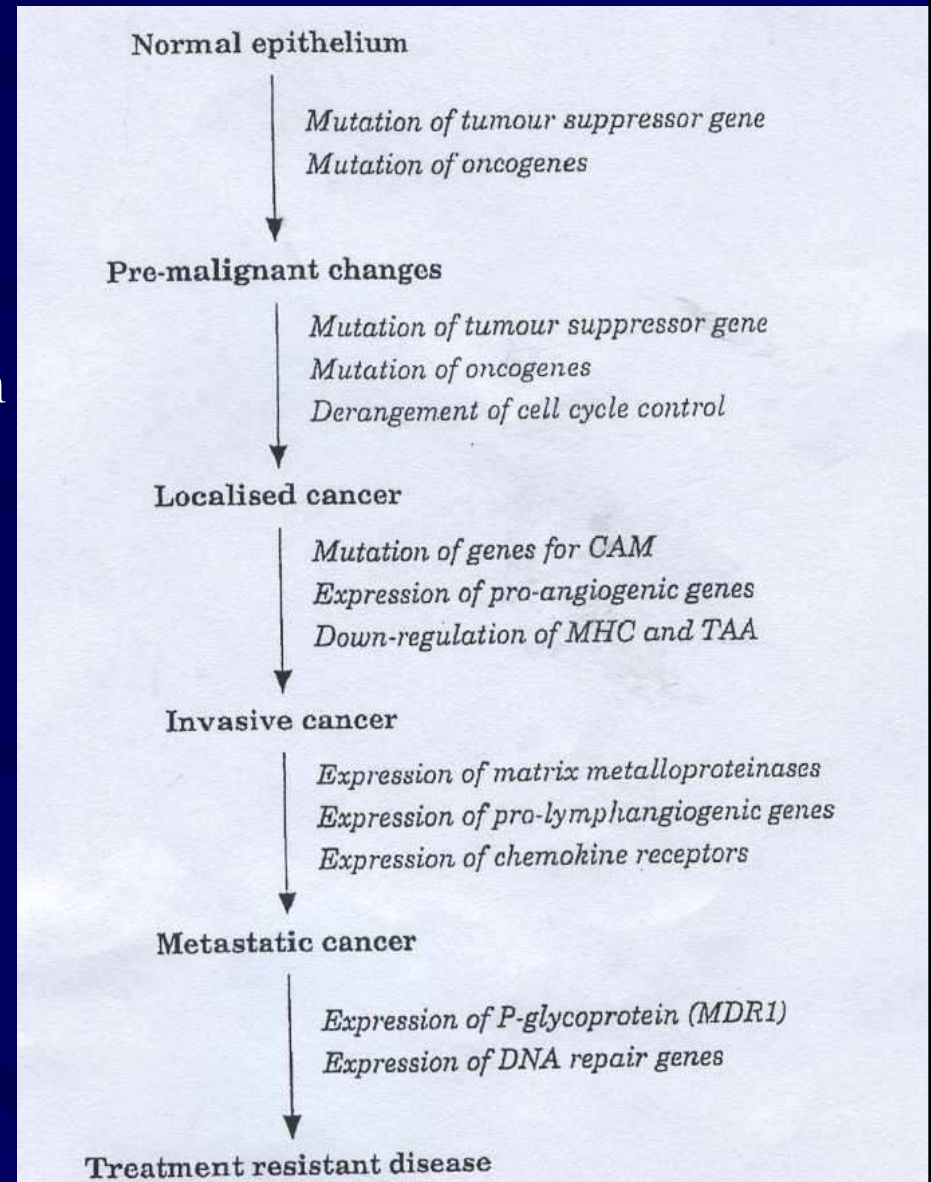 Normal epithelium
Mutation of tumour suppressor gene
Mutation of oncogenes
Pre-malignant changes
Mutation of tumour suppressor gene
Mutation of oncogenes
Derangement of cell cycle control
Localised cancer
Mutation of genes for CAM
Expression of pro-angiogenic genes
Down-regulation of MHC and TAA
Invasive cancer
Expression of matrix metalloproteinases
Expression of pro-lymphangiogenic genes
Expression of chemokine receptors
Metastatic cancer
Expression of P-glycoprotein (MDR1)
Expression of DNA repair genes
Treatment resistant disease